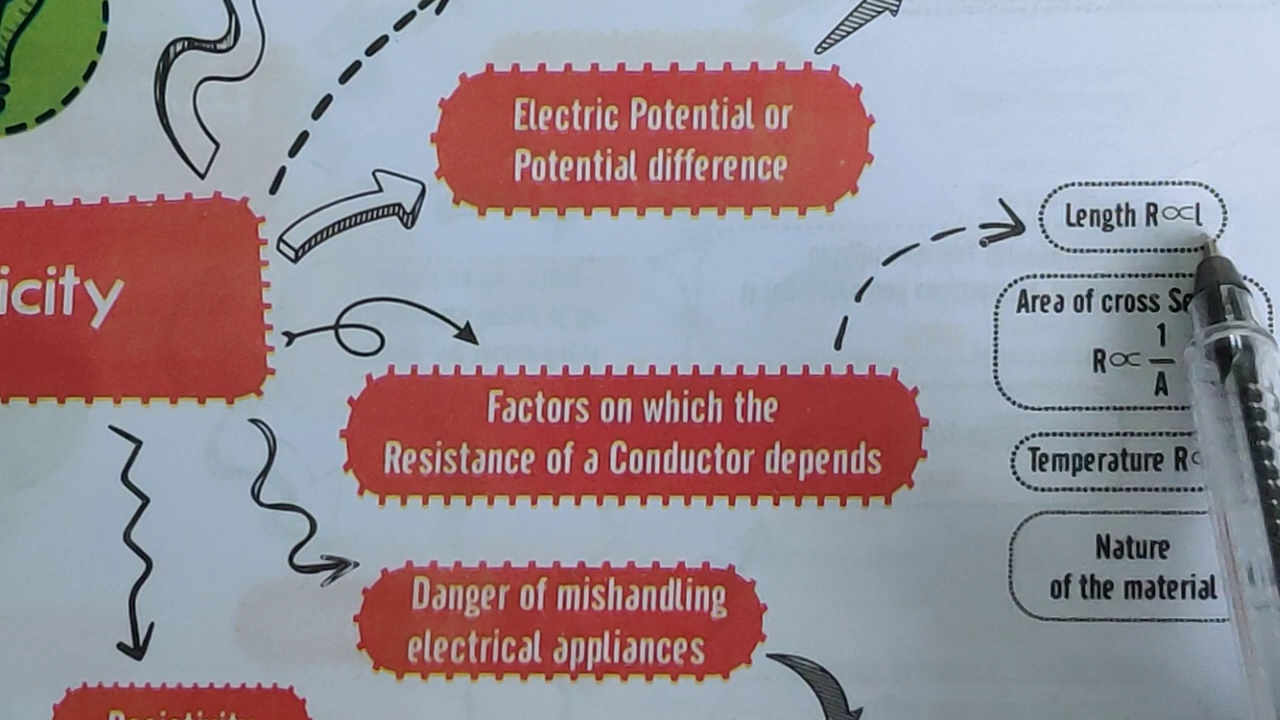 Electric Potential or
Potential difference
Length R∝l
Area of cross
R∝ 1/A
icity
Factors on which the
Resistance of a Conductor depends
Temperature R
Nature
of the material
Danger of mishandling
electrical appliances